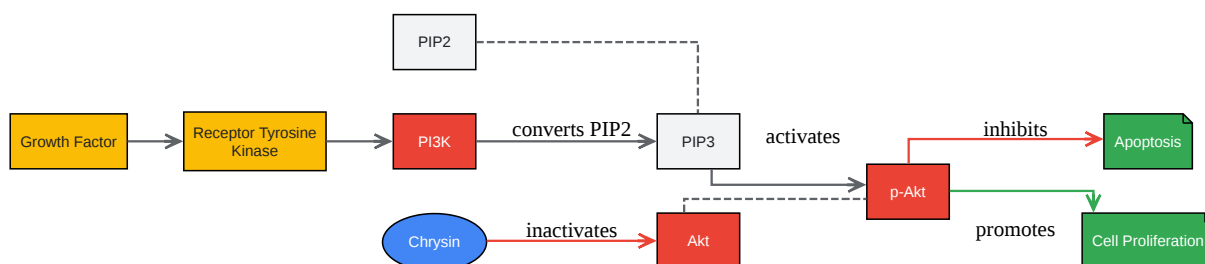 PIP2
Growth Factor
Receptor Tyrosine
Kinase
PI3K
converts PIP2
PIP3
activates
inhibits
Apoptosis
p-Akt
Chrysin
inactivates
Akt
promotes
Cell Proliferation